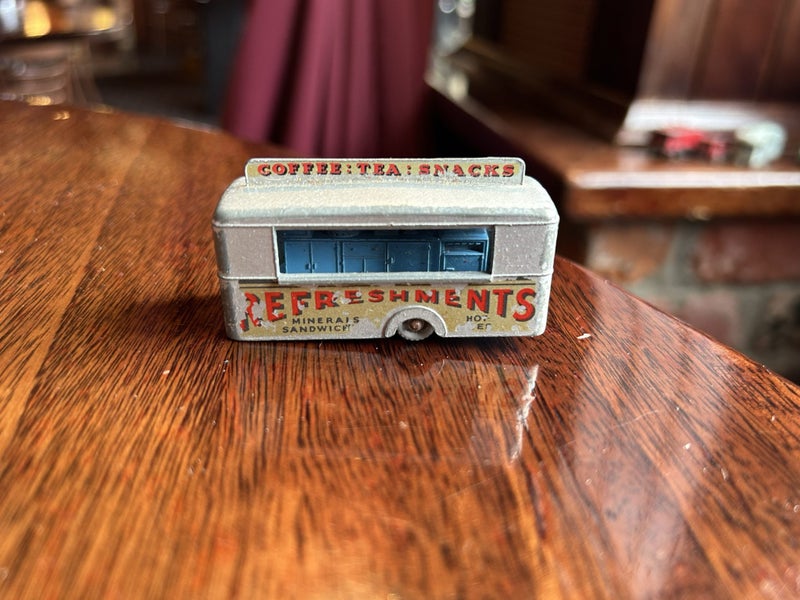 COFFEE : TEA : SNACKS
REFRESHMENTS
MINERALS
SANDWICH